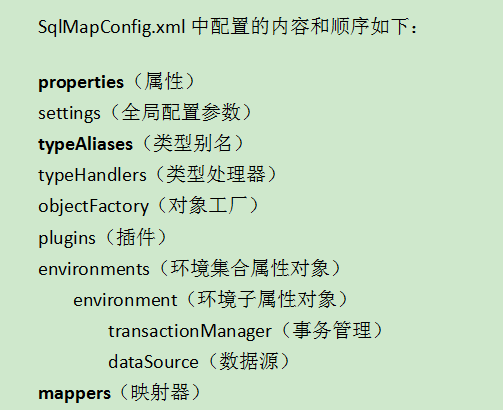 SqlMapConfig.xml 中配置的内容和顺序如下：
properties（属性）
settings（全局配置参数）
typeAliases（类型别名）
typeHandlers（类型处理器）
objectFactory（对象工厂）
plugins（插件）
environments（环境集合属性对象）
environment（环境子属性对象）
transactionManager（事务管理）
dataSource（数据源）
mappers（映射器）